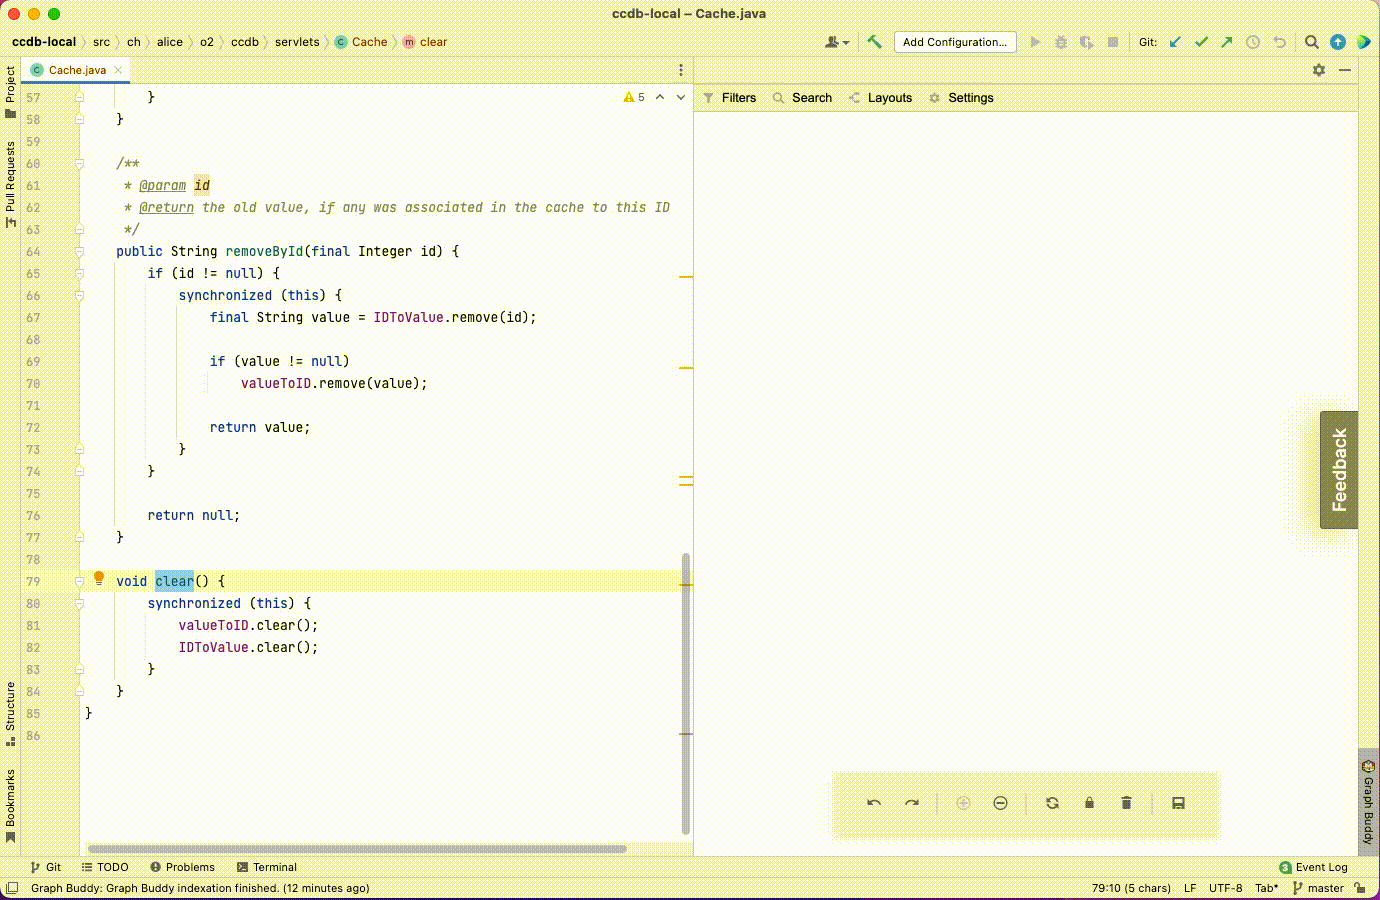 ccdb-local – Cache.java
ccdb-local src ch alice o2 ccdb servlets C Cache m clear
Add Configuration... Git:
Project
Pull Requests
Structure
Bookmarks
C Cache.java
5
57 }
58 }
59
60 /**
61 * @param id
62 * @return the old value, if any was associated in the cache to this ID
63 */
64 public String removeById(final Integer id) {
65 if (id != null) {
66 synchronized (this) {
67 final String value = IDToValue.remove(id);
68
69 if (value != null)
70 valueToID.remove(value);
71
72 return value;
73 }
74 }
75
76 return null;
77 }
78
79 void clear() {
80 synchronized (this) {
81 valueToID.clear();
82 IDToValue.clear();
83 }
84 }
85 }
86
Filters Search Layouts Settings
Feedback
Graph Buddy
Git TODO Problems Terminal
3 Event Log
Graph Buddy: Graph Buddy indexation finished. (12 minutes ago)
79:10 (5 chars) LF UTF-8 Tab* master